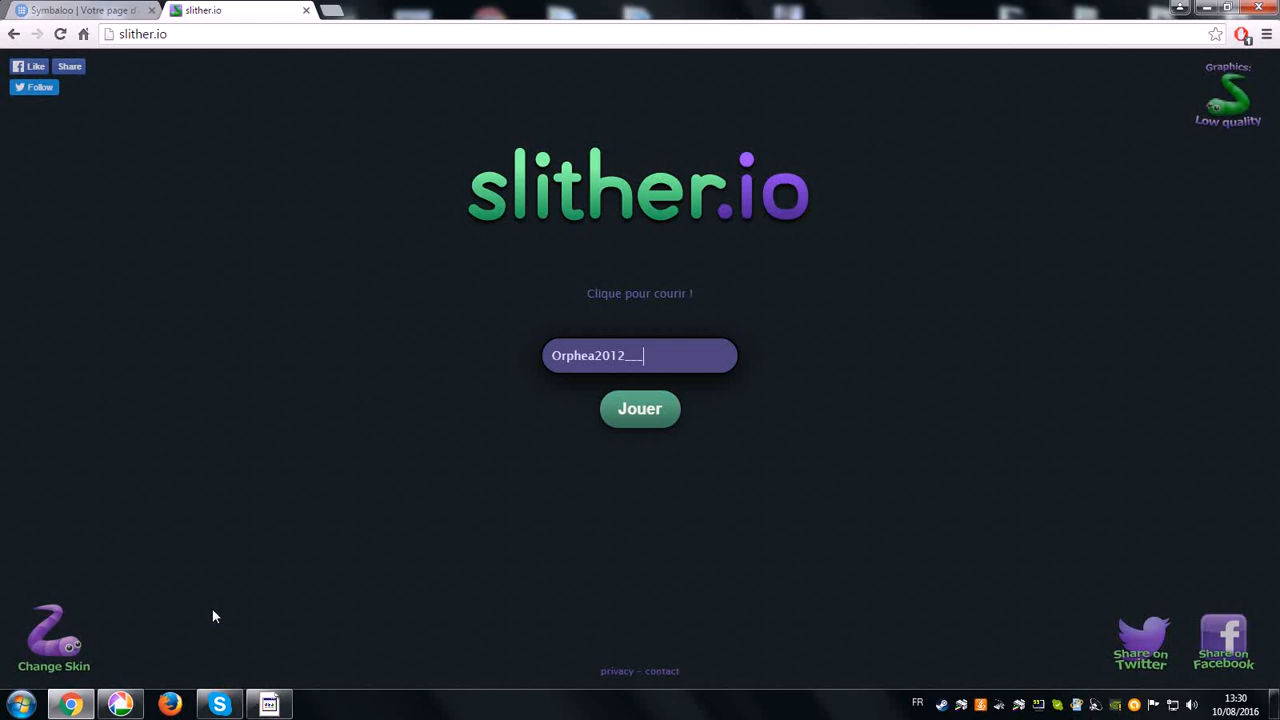 Symbaloo | Votre page d
slither.io
slither.io
1
Like
Share
Follow
Graphics:
Low quality
slither.io
Clique pour courir !
Orphea2012___
Jouer
Change Skin
Share on
Twitter
Share on
Facebook
privacy - contact
FR
13:30
10/08/2016